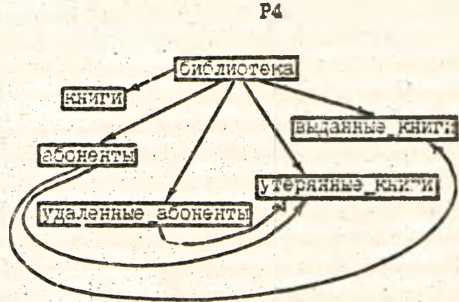 P4
библиотека
книги
выданные_книги
абоненты
утерянные_книги
удаленные_абоненты